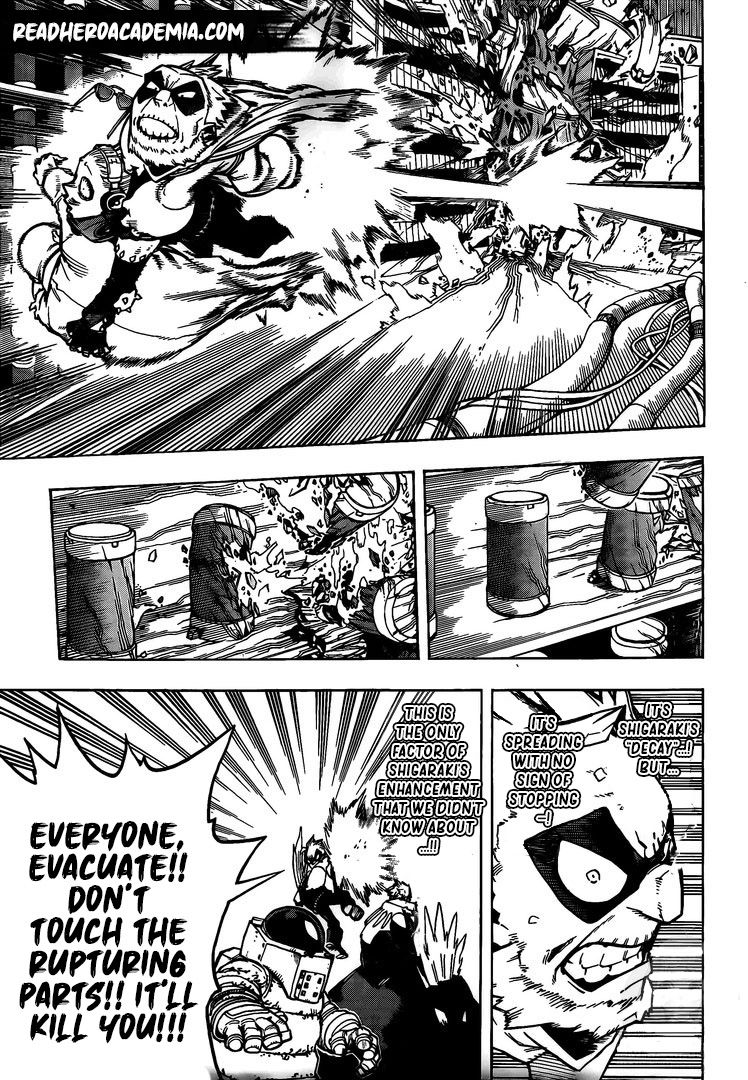 READHEROACADEMIA.COM
IT'S
SHIGARAKI'S
"DECAY"...!
BUT...
IT'S
SPREADING
WITH NO
SIGN OF
STOPPING
-!
THIS IS
THE ONLY
FACTOR OF
SHIGARAKI'S
ENHANCEMENT
THAT WE DIDN'T
KNOW ABOUT
...!!
EVERYONE,
EVACUATE!!
DON'T
TOUCH THE
RUPTURING
PARTS!! IT'LL
KILL YOU!!!